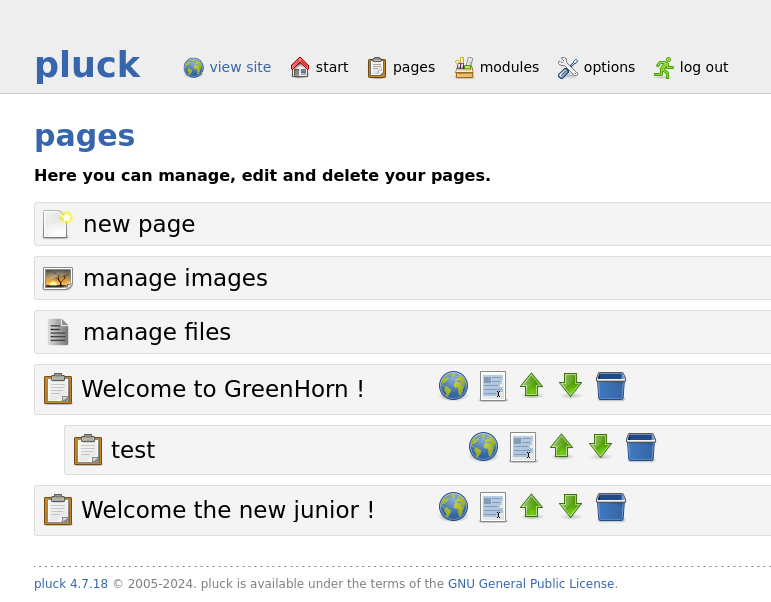 pluck view site start pages modules options log out
pages
Here you can manage, edit and delete your pages.
new page
manage images
manage files
Welcome to GreenHorn !
test
Welcome the new junior !
pluck 4.7.18 © 2005-2024. pluck is available under the terms of the GNU General Public License.